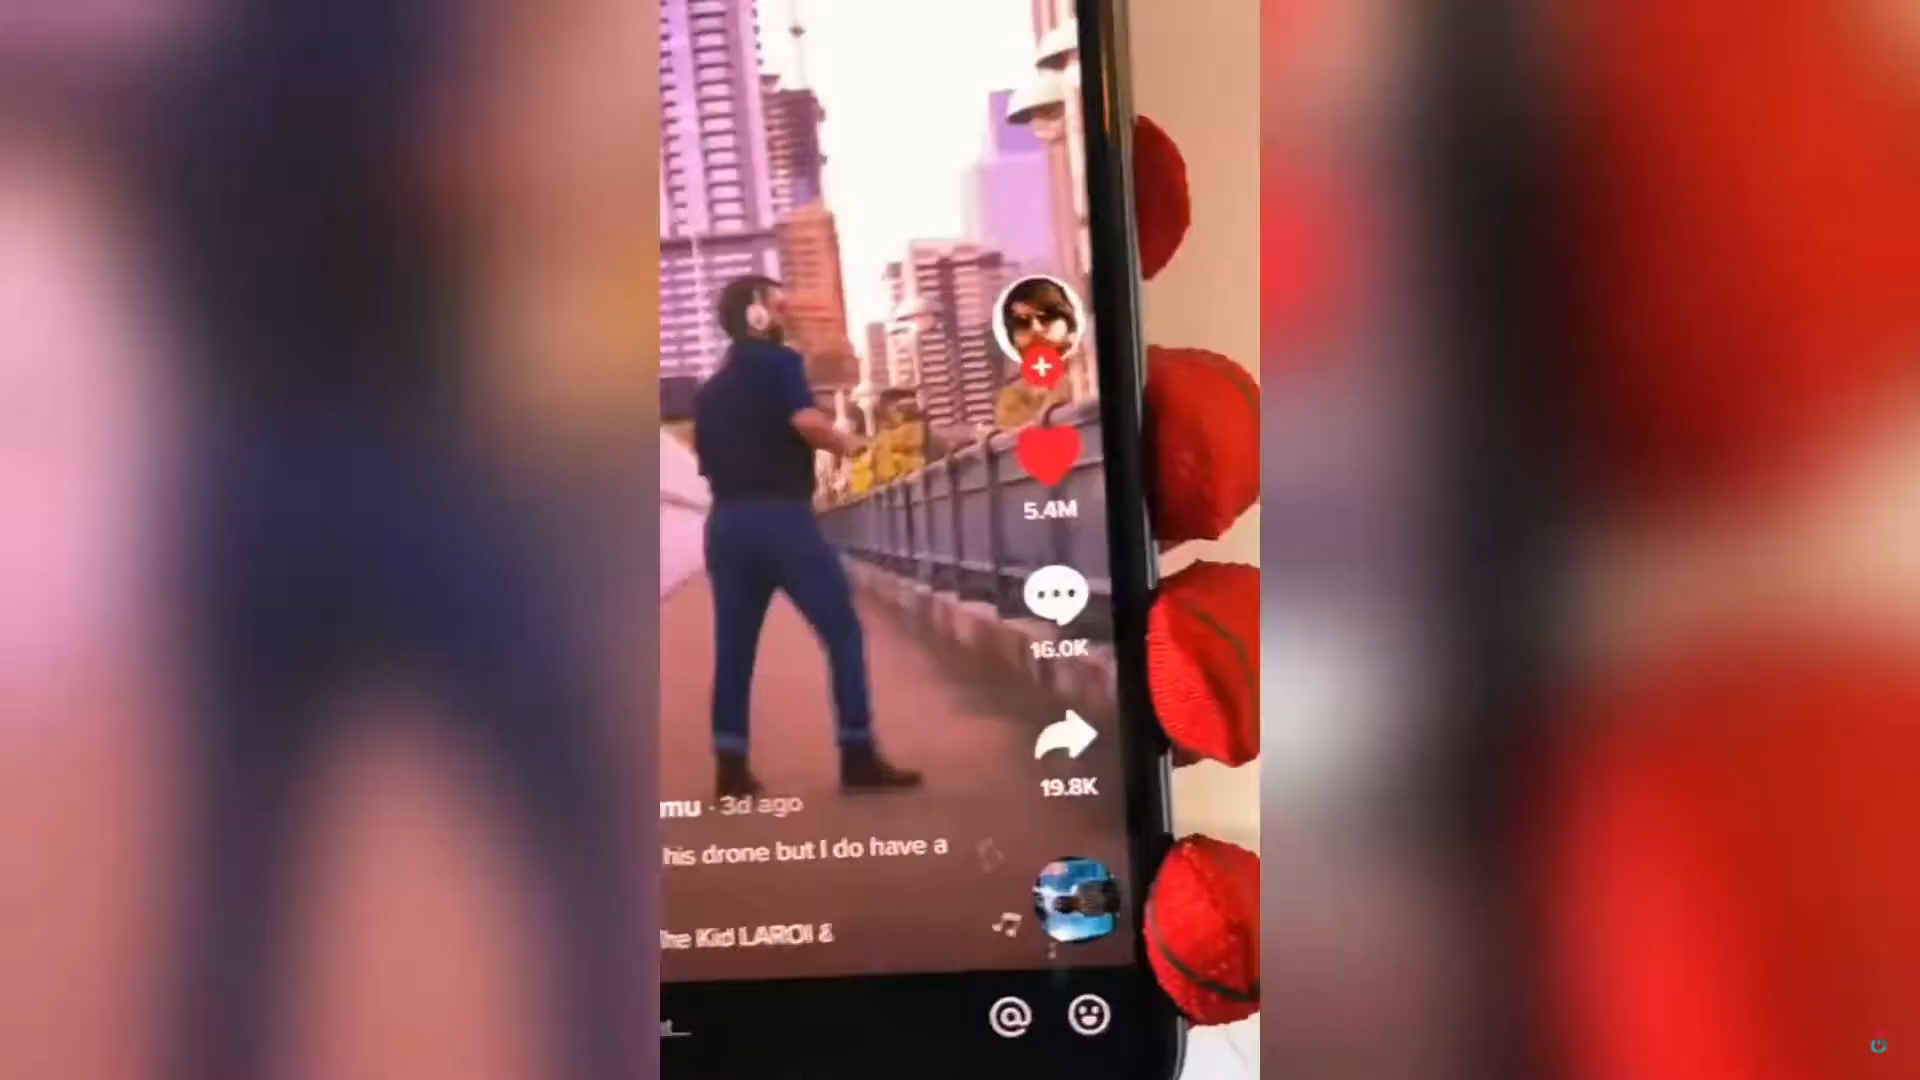 5.4M
16.0K
19.8K
mu · 3d ago
his drone but I do have a
he Kid LAROI &
@